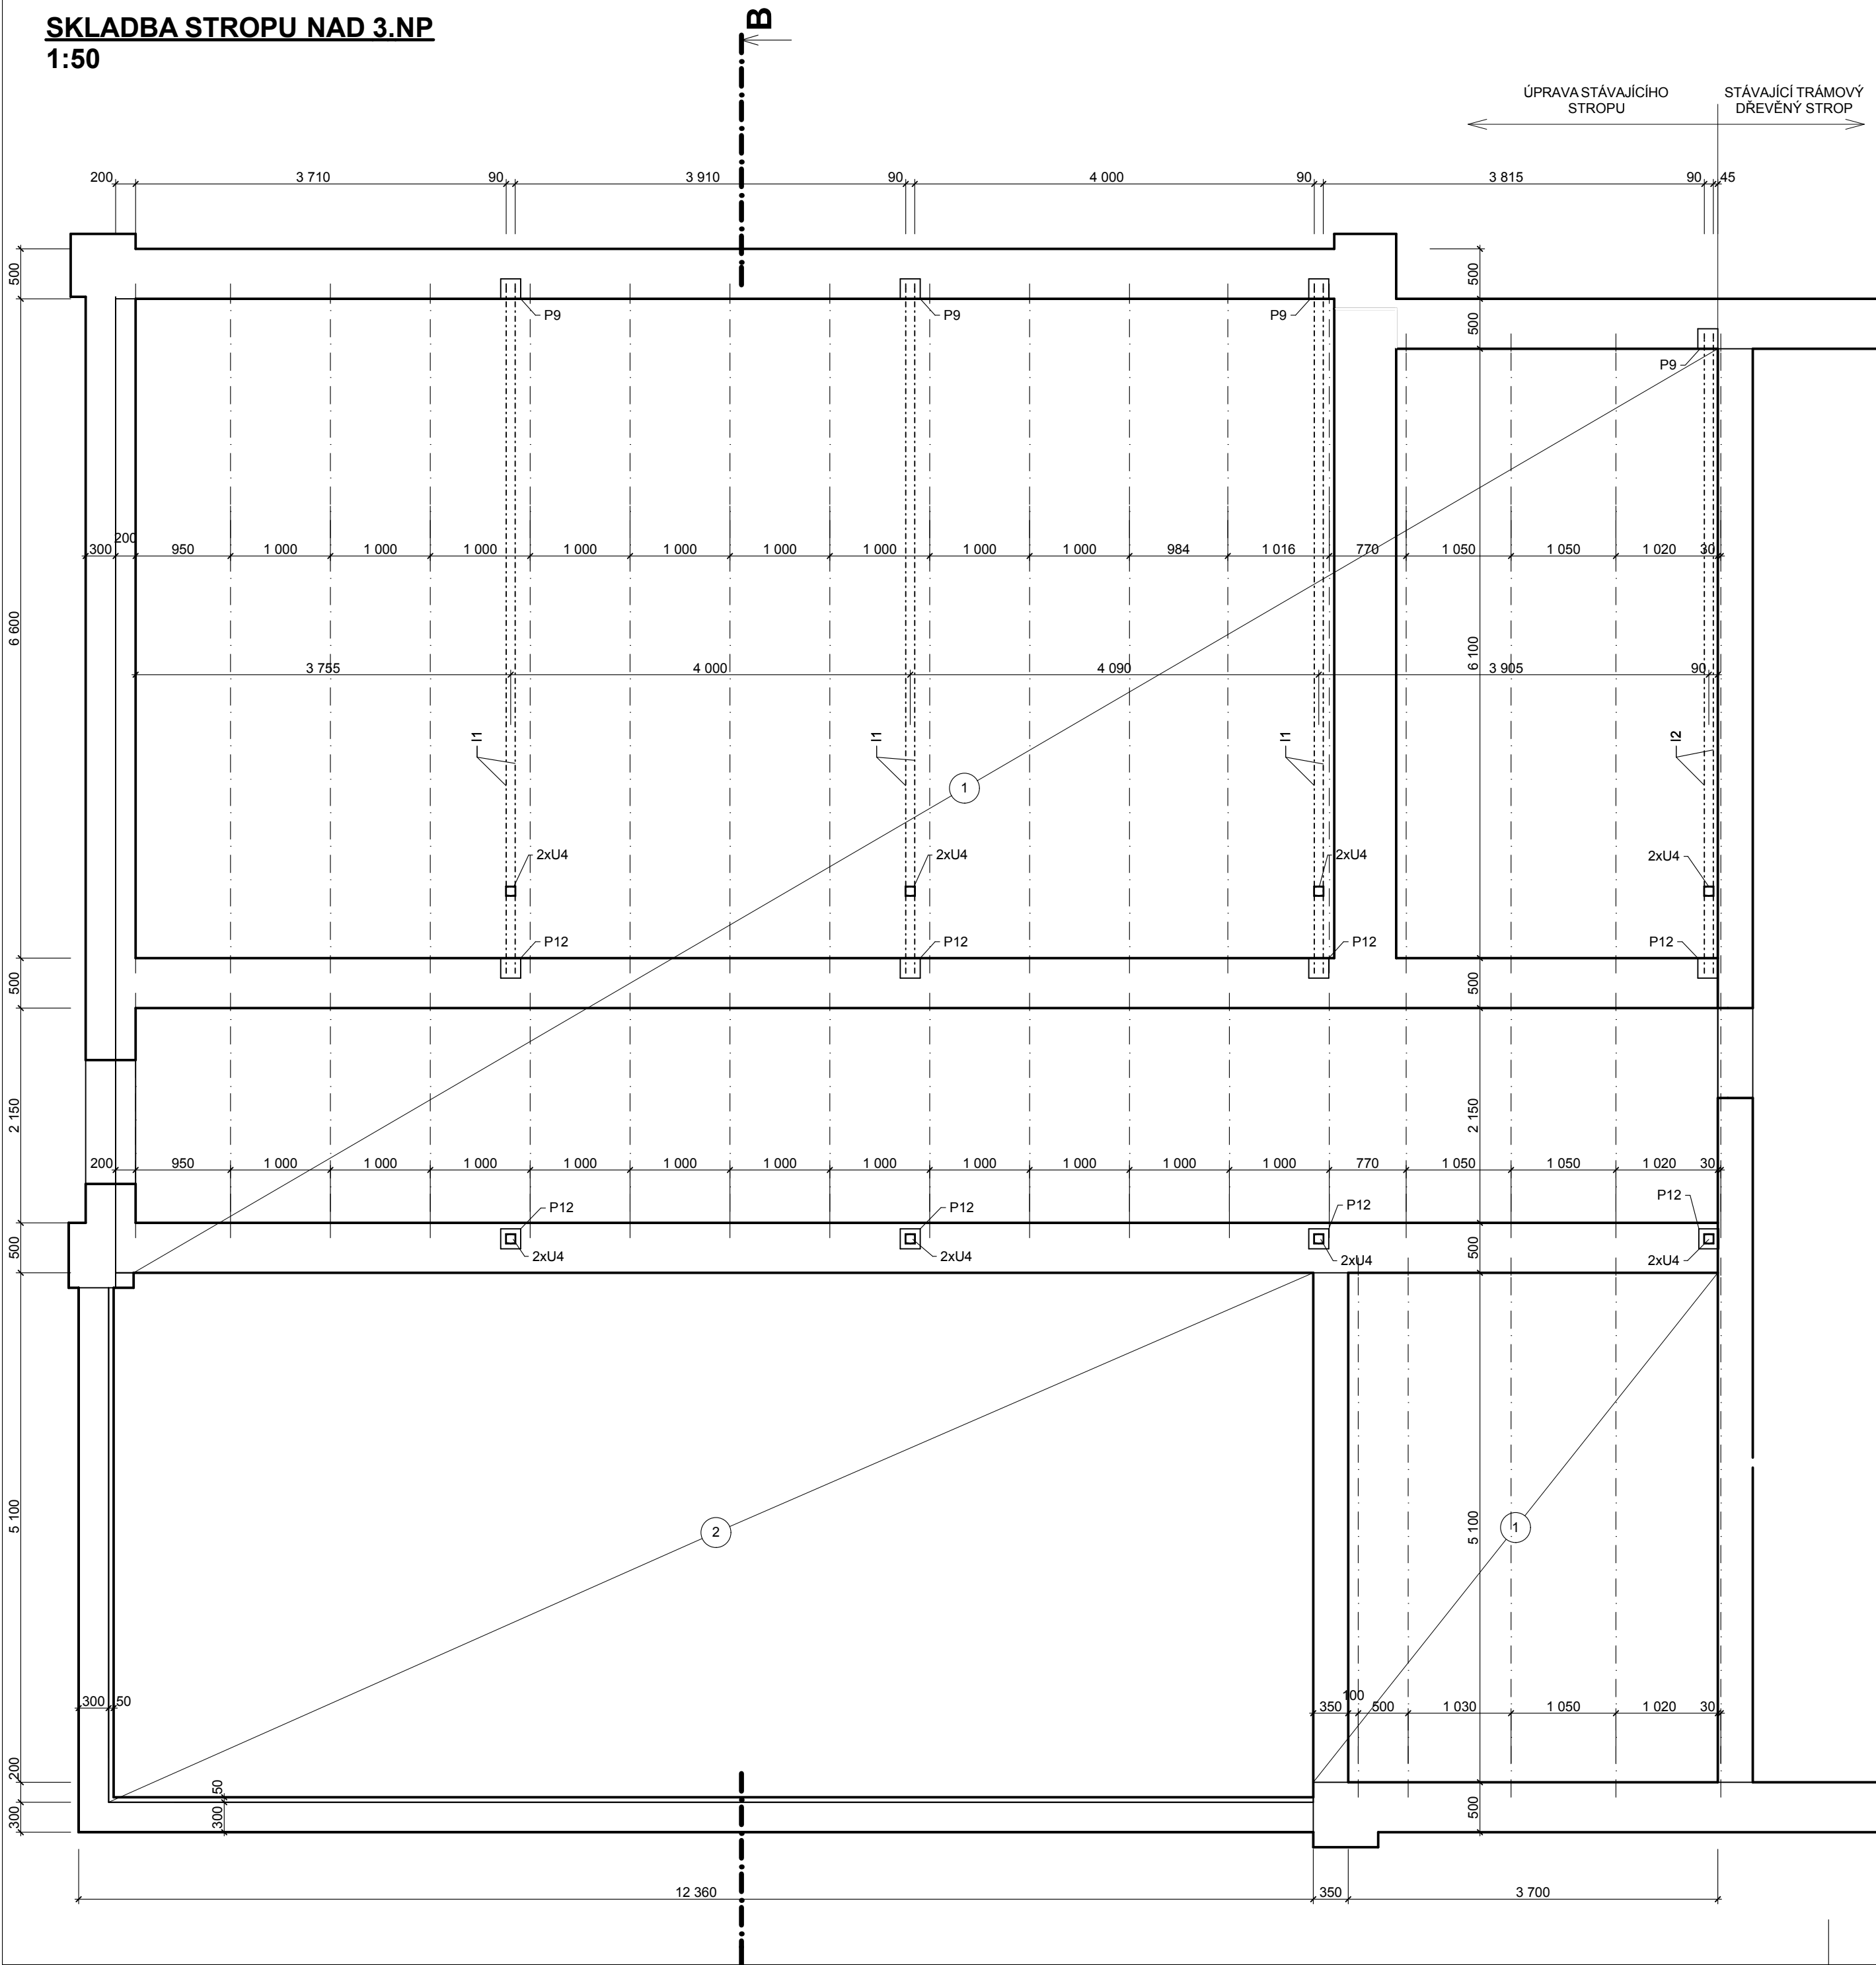 SKLADBA STROPU NAD 3.NP
1:50
B
ÚPRAVA STÁVAJÍCÍHO
STROPU
STÁVAJÍCÍ TRÁMOVÝ
DŘEVĚNÝ STROP
200 3 710 90 3 910 90 4 000 90 3 815 90 45
500
500
500
P9 P9 P9
P9
300 200 950 1 000 1 000 1 000 1 000 1 000 1 000 1 000 1 000 1 000 984 1 016 770 1 050 1 050 1 020 30
6 600
6 100
3 755 4 000 4 090 3 905 90
I1 I1 I1 I2
1
2xU4 2xU4 2xU4 2xU4
P12 P12 P12 P12
500
500
2 150
2 150
200 950 1 000 1 000 1 000 1 000 1 000 1 000 1 000 1 000 1 000 1 000 1 000 770 1 050 1 050 1 020 30
P12 P12 P12 P12
500
500
2xU4 2xU4 2xU4 2xU4
5 100
5 100
2 1
300 50
350 100 500 1 030 1 050 1 020 30
200
50
300
300
500
12 360 350 3 700